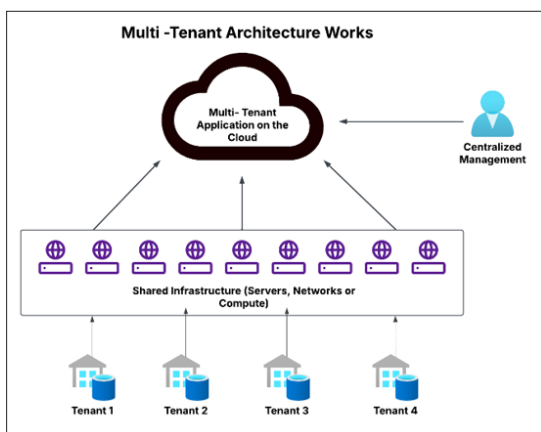 Multi -Tenant Architecture Works
Multi- Tenant
Application on the
Cloud
Centralized
Management
Shared Infrastructure (Servers, Networks or
Compute)
Tenant 1
Tenant 2
Tenant 3
Tenant 4